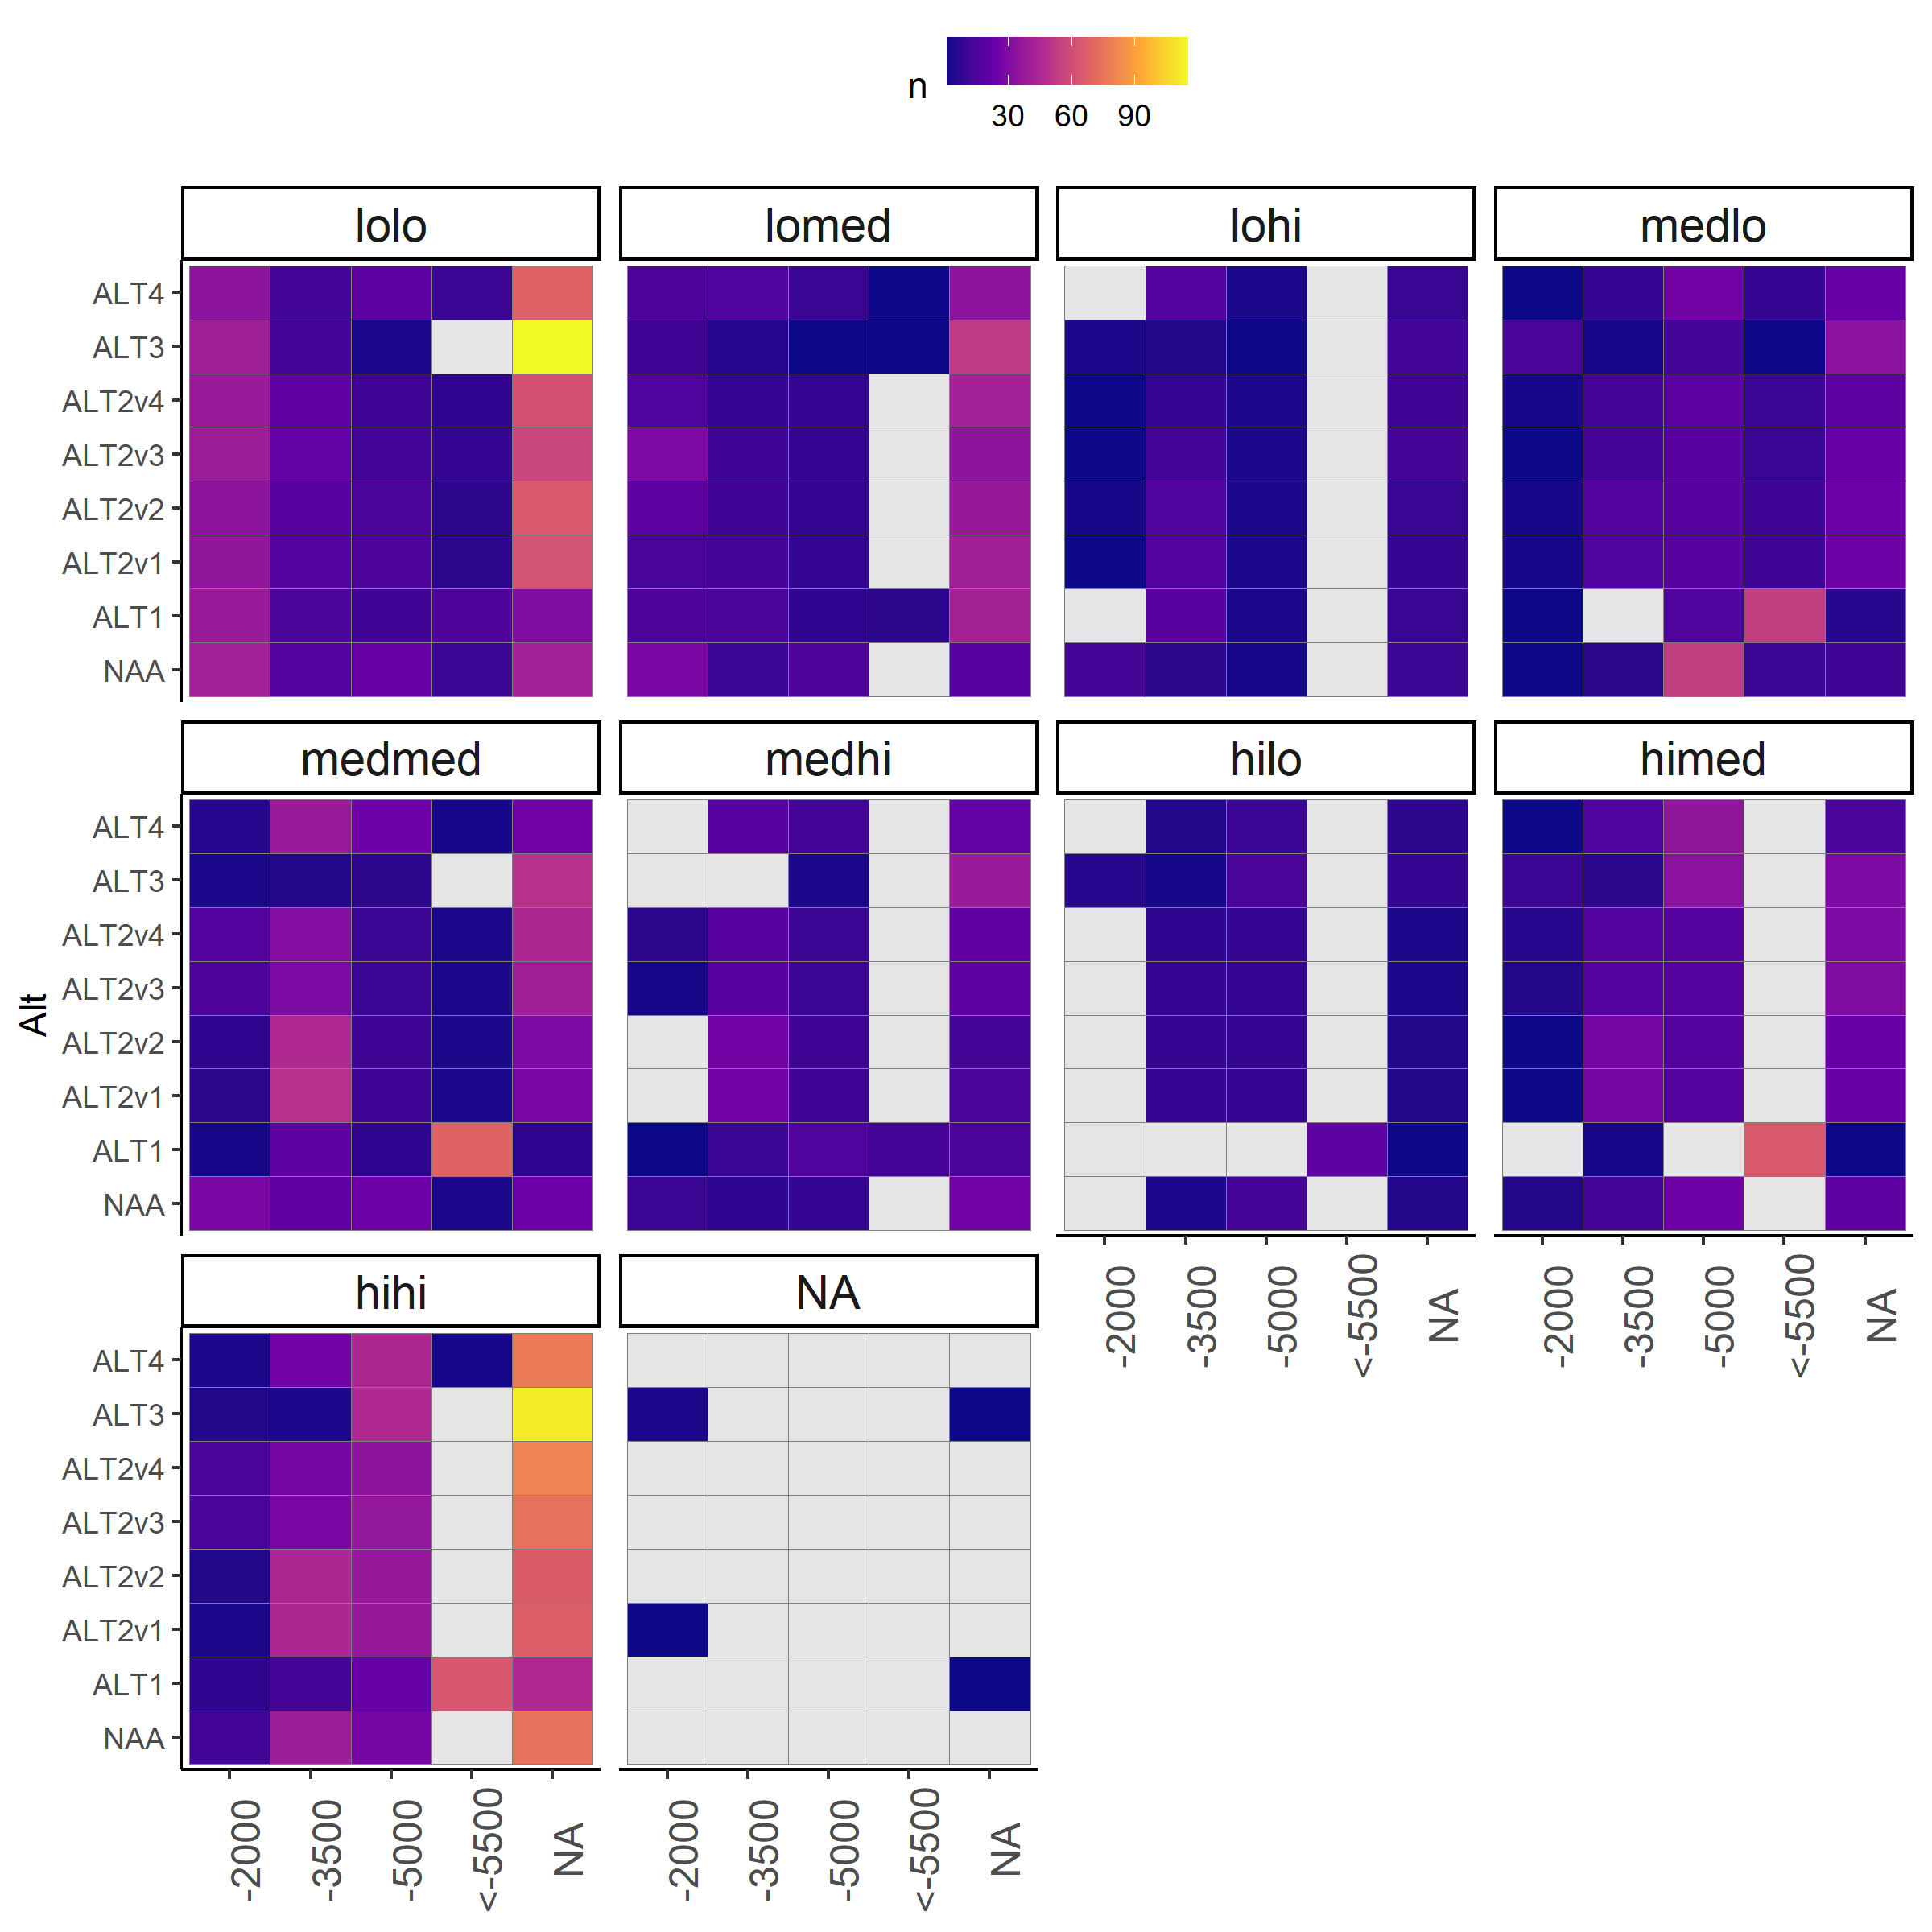 n
30 60 90
lolo lomed lohi medlo
ALT4
ALT3
ALT2v4
ALT2v3
ALT2v2
ALT2v1
ALT1
NAA
medmed medhi hilo himed
ALT4
ALT3
ALT2v4
ALT2v3
ALT2v2
ALT2v1
ALT1
NAA
Alt
-2000 -3500 -5000 <-5500 NA -2000 -3500 -5000 <-5500 NA
hihi NA
ALT4
ALT3
ALT2v4
ALT2v3
ALT2v2
ALT2v1
ALT1
NAA
-2000 -3500 -5000 <-5500 NA -2000 -3500 -5000 <-5500 NA